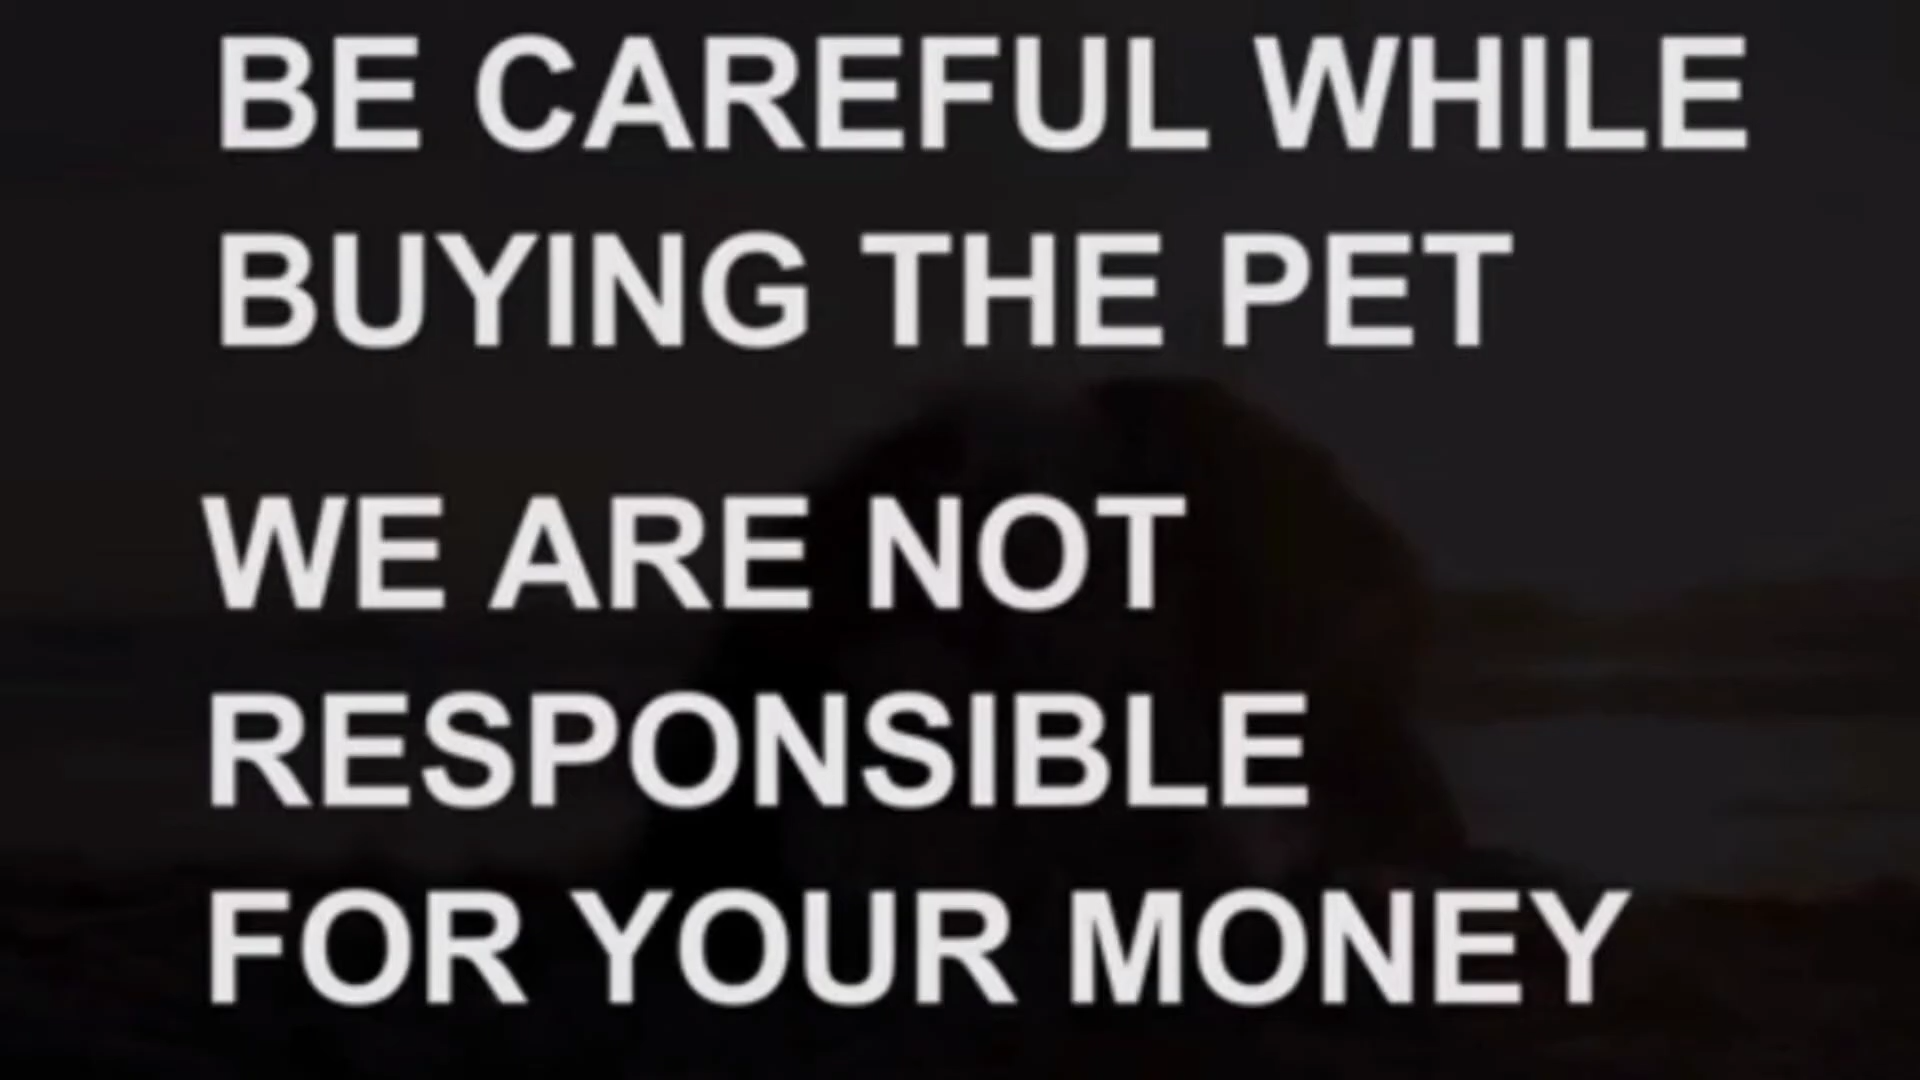 BE CAREFUL WHILE
BUYING THE PET
WE ARE NOT
RESPONSIBLE
FOR YOUR MONEY